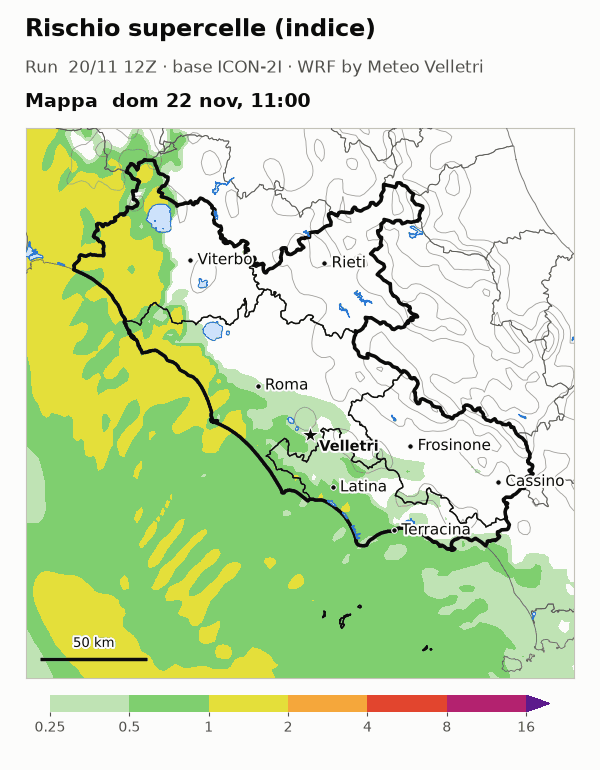 Rischio supercelle (indice)
Run 20/11 12Z · base ICON-2I · WRF by Meteo Velletri
Mappa dom 22 nov, 11:00
Viterbo
Rieti
Roma
Velletri
Frosinone
Latina
Cassino
Terracina
50 km
0.25 0.5 1 2 4 8 16